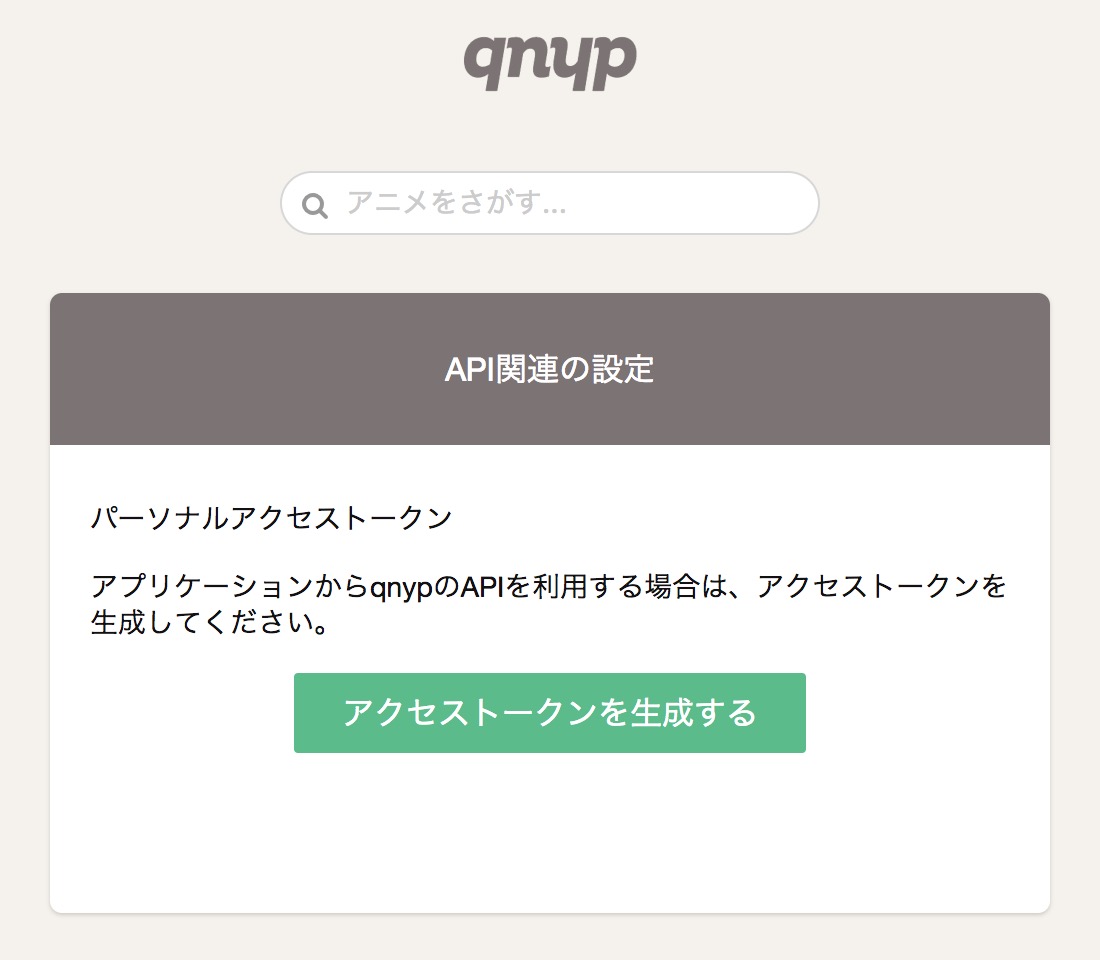 qnyp
アニメをさがす...
API関連の設定
パーソナルアクセストークン
アプリケーションからqnypのAPIを利用する場合は、アクセストークンを
生成してください。
アクセストークンを生成する